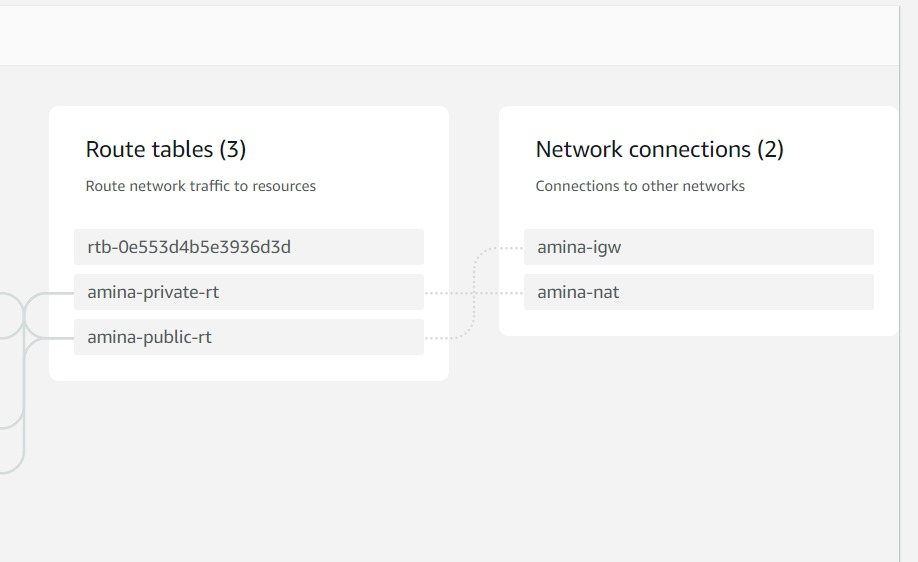 Route tables (3)
Route network traffic to resources
rtb-0e553d4b5e3936d3d
amina-private-rt
amina-public-rt
Network connections (2)
Connections to other networks
amina-igw
amina-nat